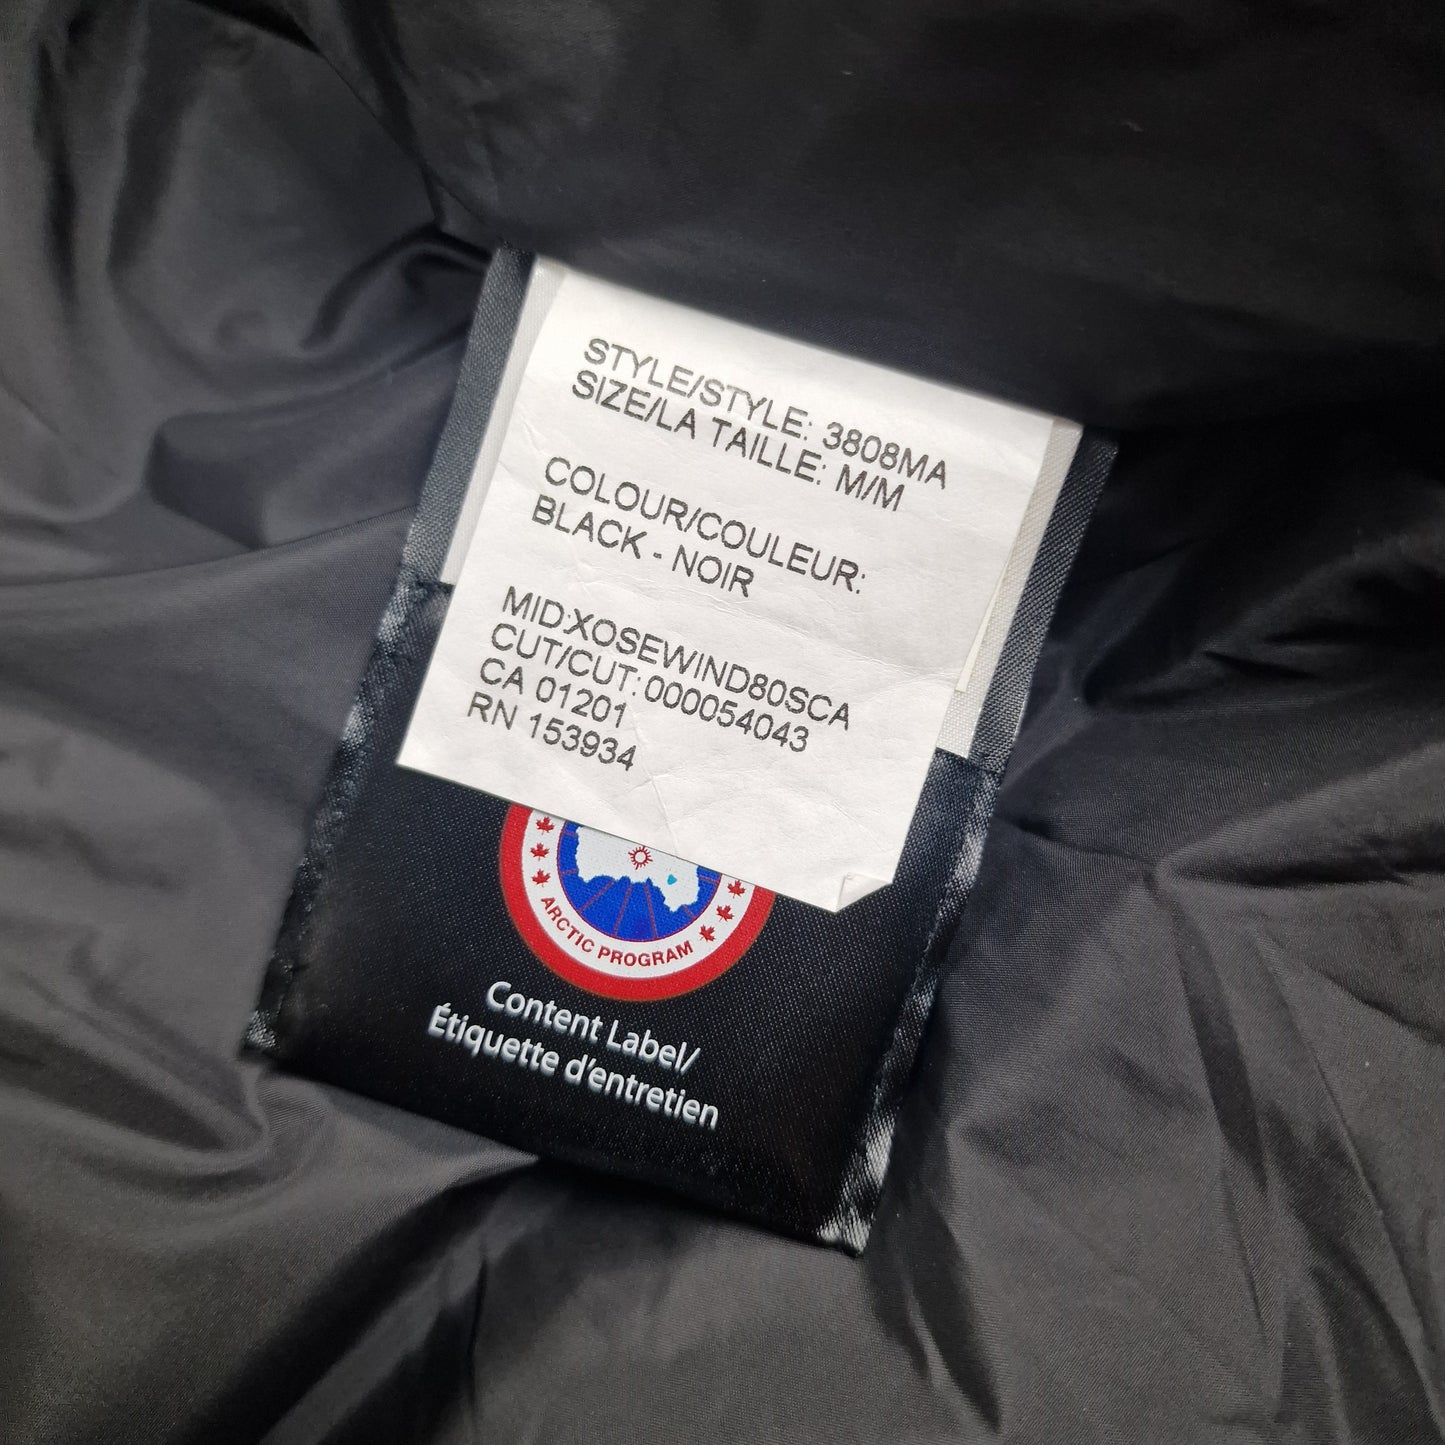 STYLE/STYLE: 3808MA
SIZE/LA TAILLE: M/M
COLOUR/COULEUR:
BLACK - NOIR
MID:XOSEWIND80SCA
CUT/CUT: 000054043
CA 01201
RN 153934
ARCTIC PROGRAM
Content Label/
Étiquette d'entretien